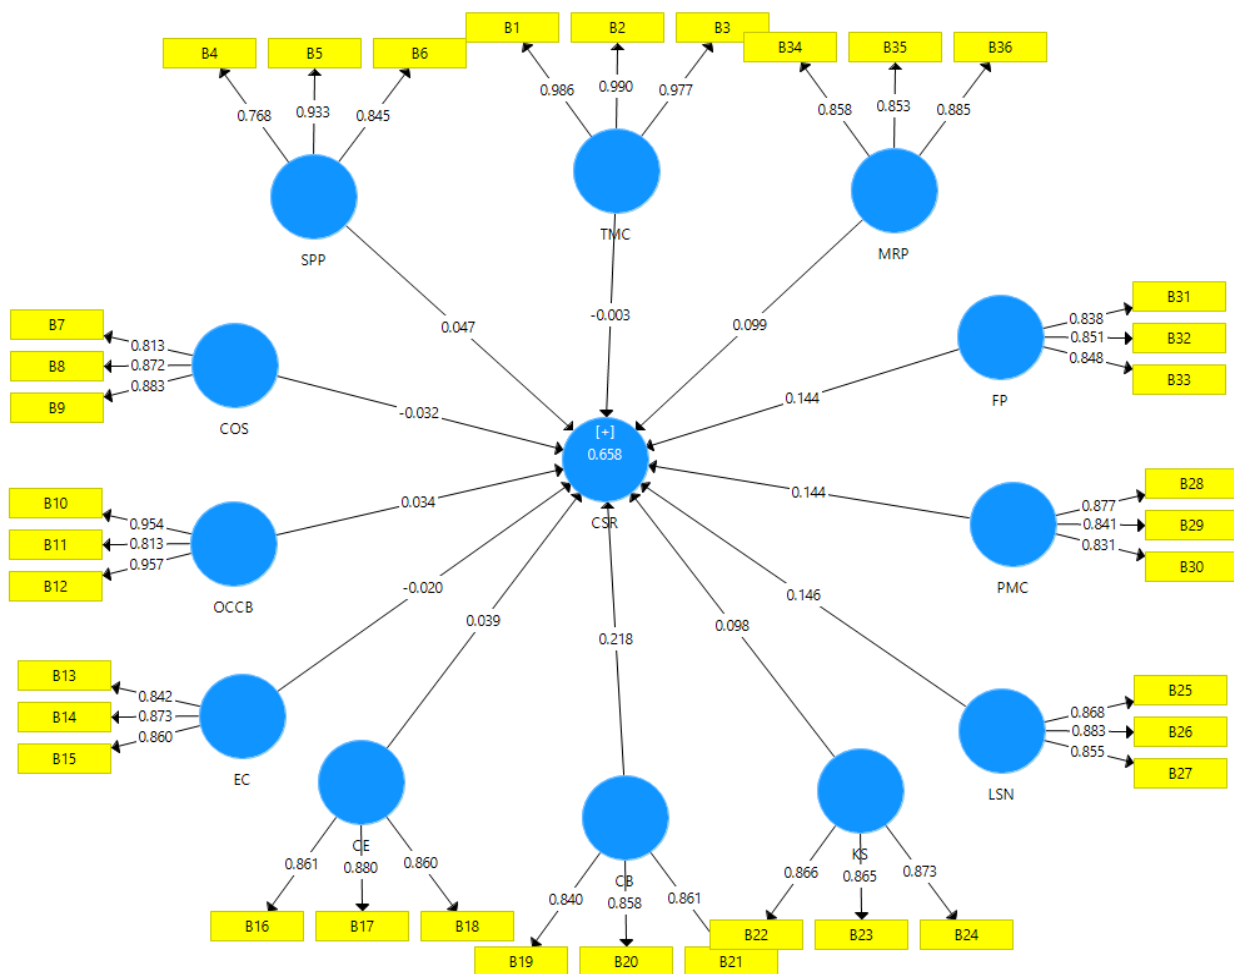 B1 B2 B3
B4 B5 B6
B34 B35 B36
0.986 0.990 0.977
0.768 0.933 0.845
0.858 0.853 0.885
SPP
TMC
MRP
0.047
-0.003
0.099
B7
B8
B9
0.813
0.872
0.883
COS
-0.032
B31
B32
B33
0.838
0.851
0.848
FP
0.144
[+]
0.658
CSR
B10
B11
B12
0.954
0.813
0.957
OCCB
0.034
B28
B29
B30
0.877
0.841
0.831
PMC
0.144
B13
B14
B15
0.842
0.873
0.860
EC
-0.020
0.039
0.218
0.098
0.146
B25
B26
B27
0.868
0.883
0.855
LSN
CE
0.861 0.880 0.860
B16 B17 B18
CB
0.840 0.858 0.861
B19 B20 B21
KS
0.866 0.865 0.873
B22 B23 B24